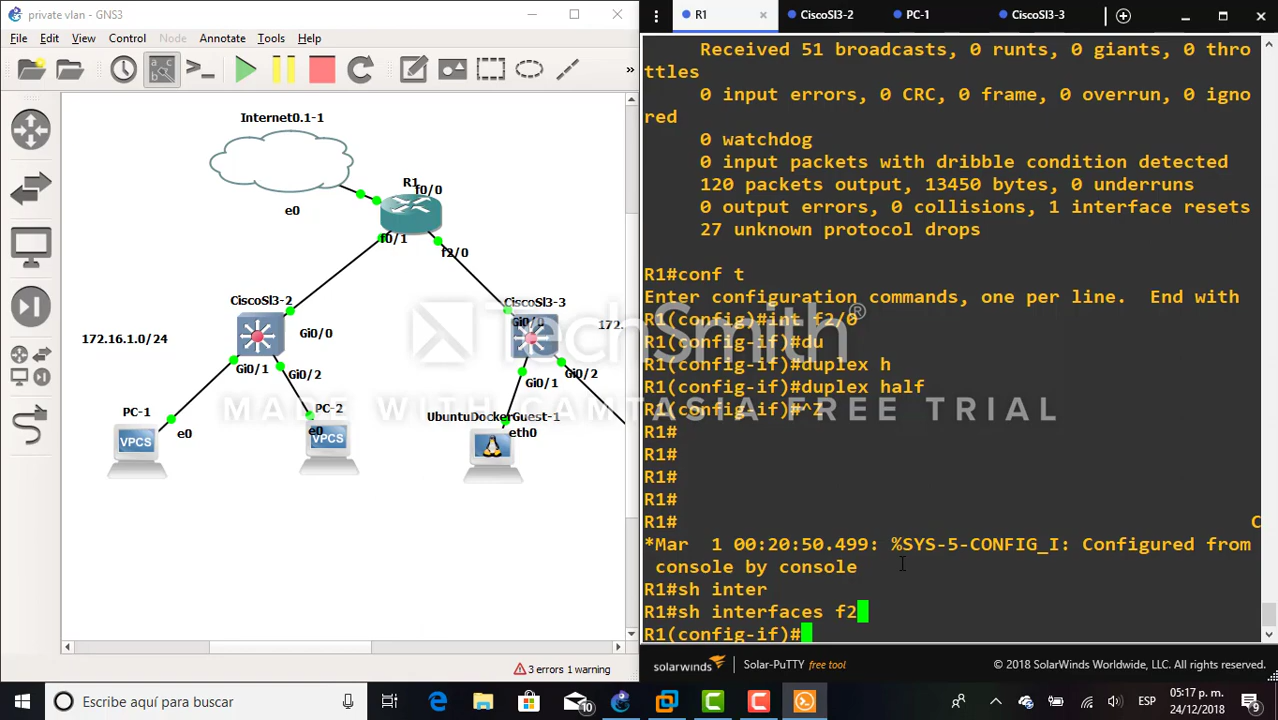 private vlan - GNS3
File Edit View Control Node Annotate Tools Help
»
Internet0.1-1
e0
R1
f0/0
f0/1
f2/0
CiscoSl3-2
CiscoSl3-3
Gi0/0
Gi0/0
172.16.1.0/24
172.
Gi0/1
Gi0/2
Gi0/1
Gi0/2
PC-1
PC-2
e0
e0
UbuntuDockerGuest-1
eth0
VPCS
VPCS
3 errors 1 warning
R1
CiscoSl3-2
PC-1
CiscoSl3-3
Received 51 broadcasts, 0 runts, 0 giants, 0 thro
ttles
0 input errors, 0 CRC, 0 frame, 0 overrun, 0 igno
red
0 watchdog
0 input packets with dribble condition detected
120 packets output, 13450 bytes, 0 underruns
0 output errors, 0 collisions, 1 interface resets
27 unknown protocol drops
R1#conf t
Enter configuration commands, one per line.  End with
R1(config)#int f2/0
R1(config-if)#du
R1(config-if)#duplex h
R1(config-if)#duplex half
R1(config-if)#^Z
R1#
R1#
R1#
R1#
R1# C
*Mar  1 00:20:50.499: %SYS-5-CONFIG_I: Configured from
console by console
R1#sh inter
R1#sh interfaces f2
R1(config-if)#
TechSmith®
MADE WITH CAMTASIA FREE TRIAL
solarwinds
Solar-PuTTY free tool
© 2018 SolarWinds Worldwide, LLC. All rights reserved.
Escribe aquí para buscar
10
ESP
05:17 p. m.
24/12/2018
9